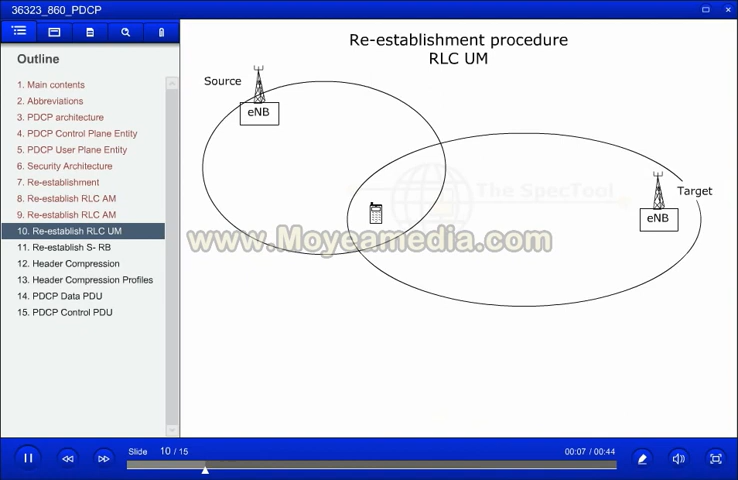 36323_860_PDCP
Outline
1. Main contents
2. Abbreviations
3. PDCP architecture
4. PDCP Control Plane Entity
5. PDCP User Plane Entity
6. Security Architecture
7. Re-establishment
8. Re-establish RLC AM
9. Re-establish RLC AM
10. Re-establish RLC UM
11. Re-establish S- RB
12. Header Compression
13. Header Compression Profiles
14. PDCP Data PDU
15. PDCP Control PDU
Re-establishment procedure
RLC UM
Source
eNB
The SpecTool
Target
eNB
www.Moyeamedia.com
Slide 10 / 15
00:07 / 00:44